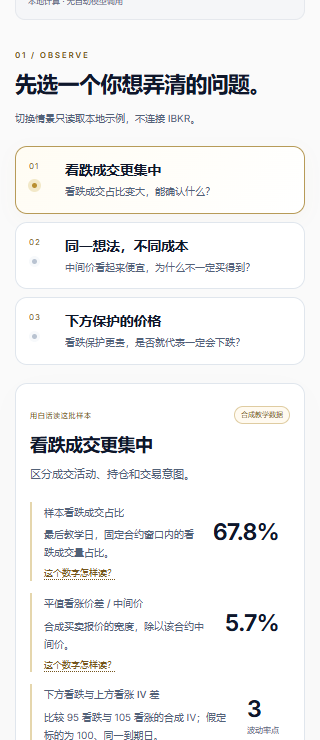 本地计算 · 无自动模型调用
01 / OBSERVE
先选一个你想弄清的问题。
切换情景只读取本地示例，不连接 IBKR。
01
看跌成交更集中
看跌成交占比变大，能确认什么？
02
同一想法，不同成本
中间价看起来便宜，为什么不一定买得到？
03
下方保护的价格
看跌保护更贵，是否就代表一定会下跌？
用白话读这批样本
合成教学数据
看跌成交更集中
区分成交活动、持仓和交易意图。
样本看跌成交占比
最后教学日，固定合约窗口内的看
跌成交量占比。
这个数字怎样读？
67.8%
平值看涨价差 / 中间价
合成买卖报价的宽度，除以该合约中
间价。
这个数字怎样读？
5.7%
下方看跌与上方看涨 IV 差
比较 95 看跌与 105 看涨的合成 IV；假定
标的为 100、同一到期日。
3
波动率点